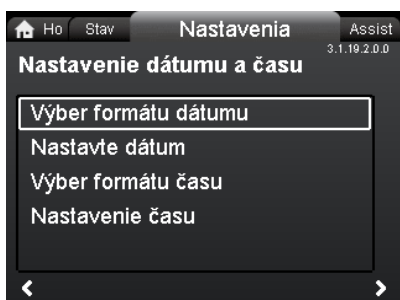 Ho Stav Nastavenia Assist
3.1.19.2.0.0
Nastavenie dátumu a času
Výber formátu dátumu
Nastavte dátum
Výber formátu času
Nastavenie času